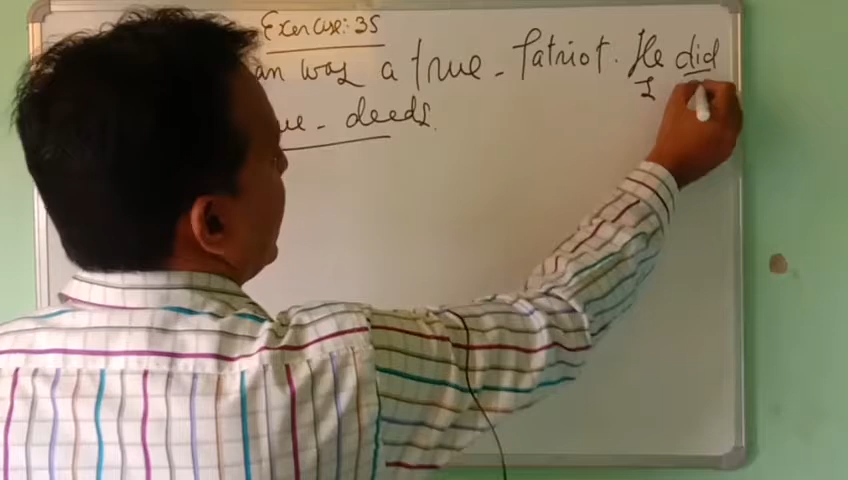 Exercise: 35
an was a true - Patriot. He did
S
ue - deeds.